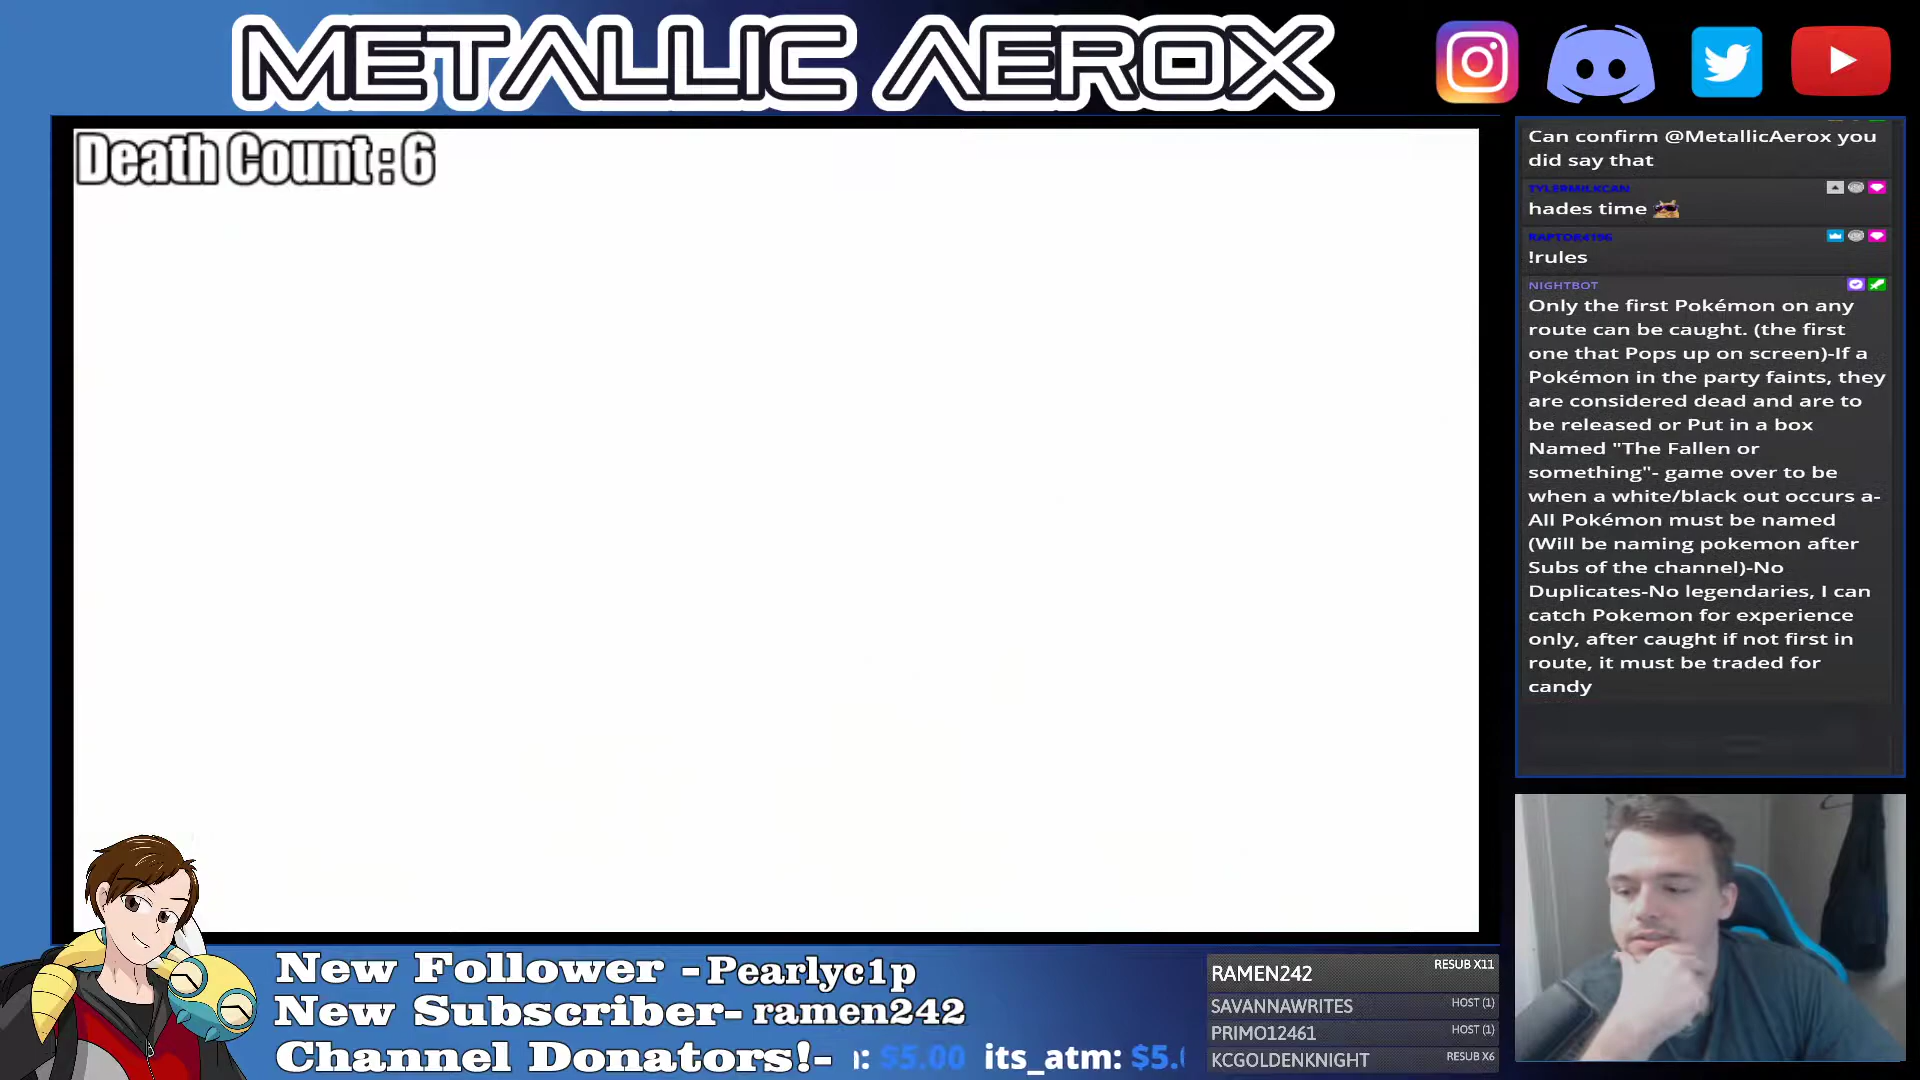 METALLIC AEROX
Death Count : 6
Can confirm @MetallicAerox you
did say that
TYLERMILKCAN
hades time
RAPTOR4196
!rules
NIGHTBOT
Only the first Pokémon on any
route can be caught. (the first
one that Pops up on screen)-If a
Pokémon in the party faints, they
are considered dead and are to
be released or Put in a box
Named "The Fallen or
something"- game over to be
when a white/black out occurs a-
All Pokémon must be named
(Will be naming pokemon after
Subs of the channel)-No
Duplicates-No legendaries, I can
catch Pokemon for experience
only, after caught if not first in
route, it must be traded for
candy
New Follower -Pearlyc1p
New Subscriber- ramen242
Channel Donators!- : $5.00 its_atm: $5.
RAMEN242 RESUB X11
SAVANNAWRITES HOST (1)
PRIMO12461 HOST (1)
KCGOLDENKNIGHT RESUB X6